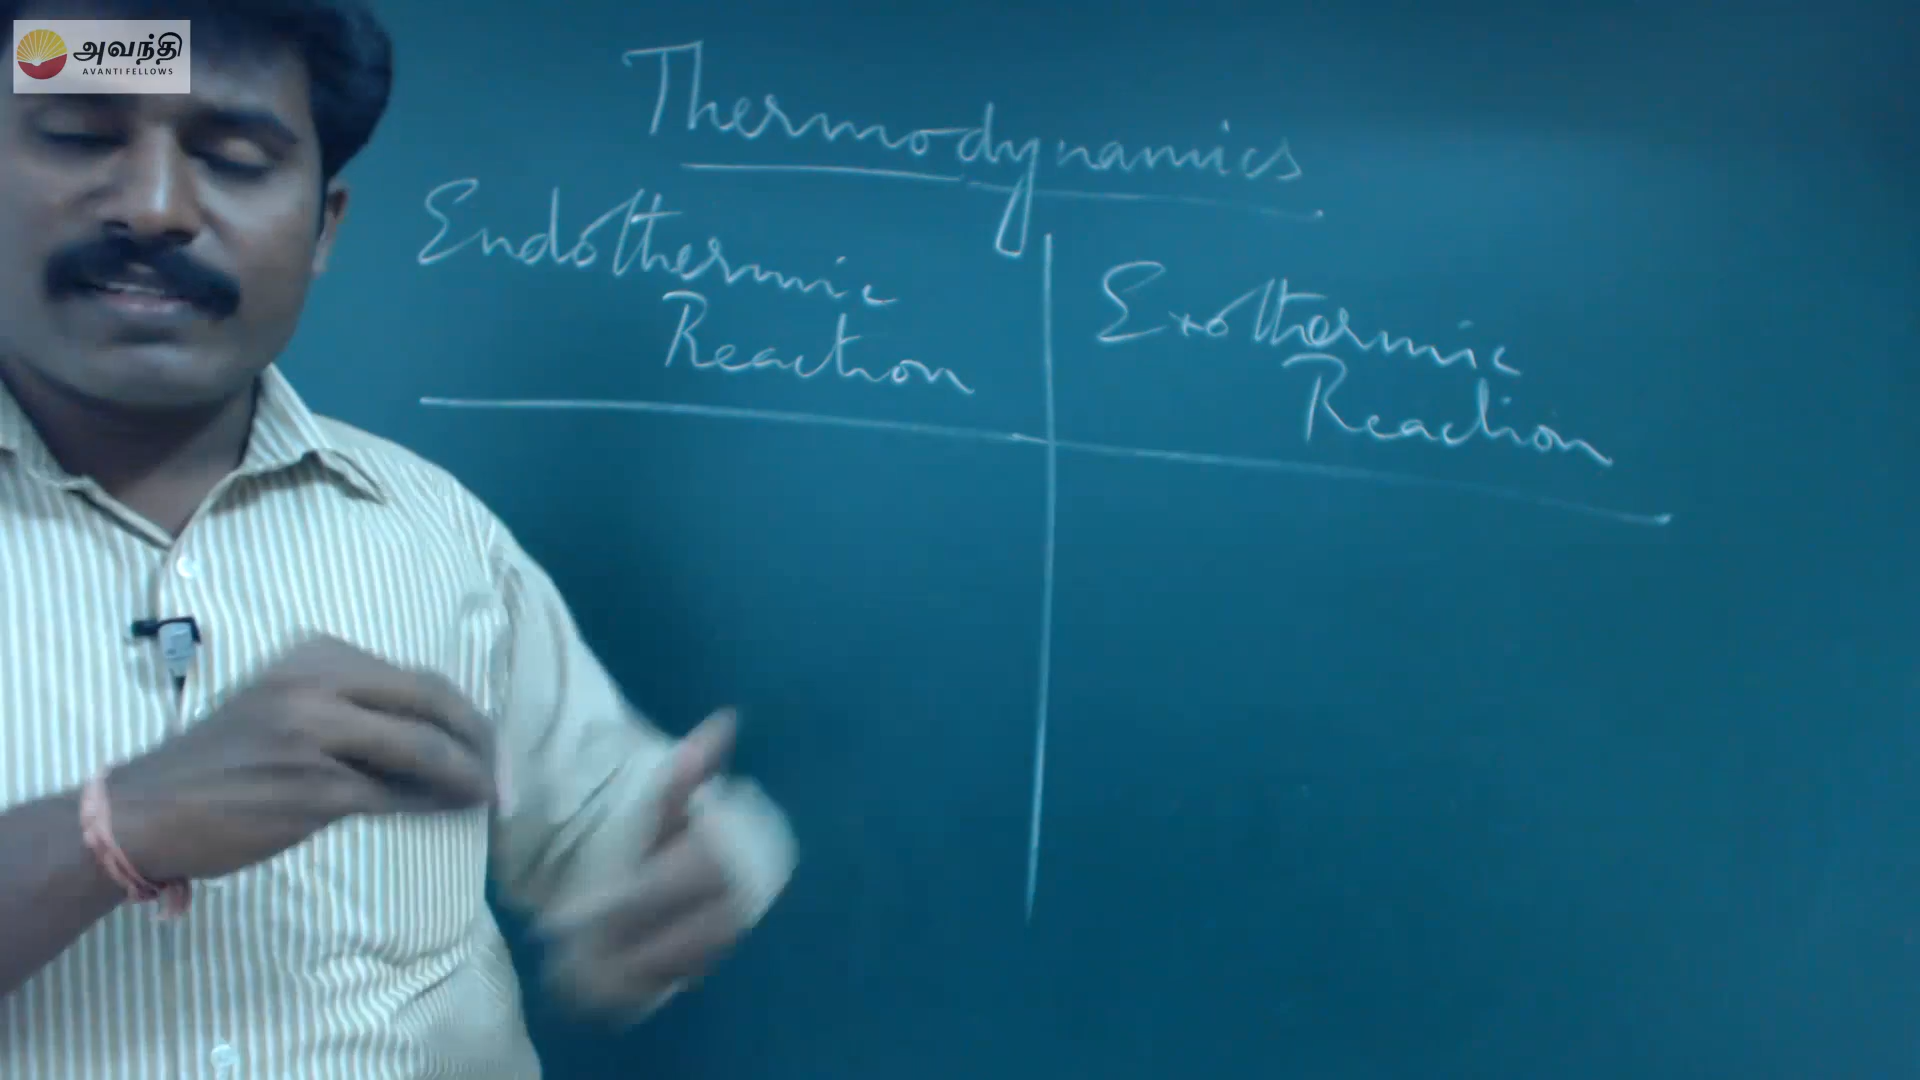 அவந்தி
AVANTI FELLOWS
Thermodynamics
Endothermic
Reaction
Exothermic
Reaction